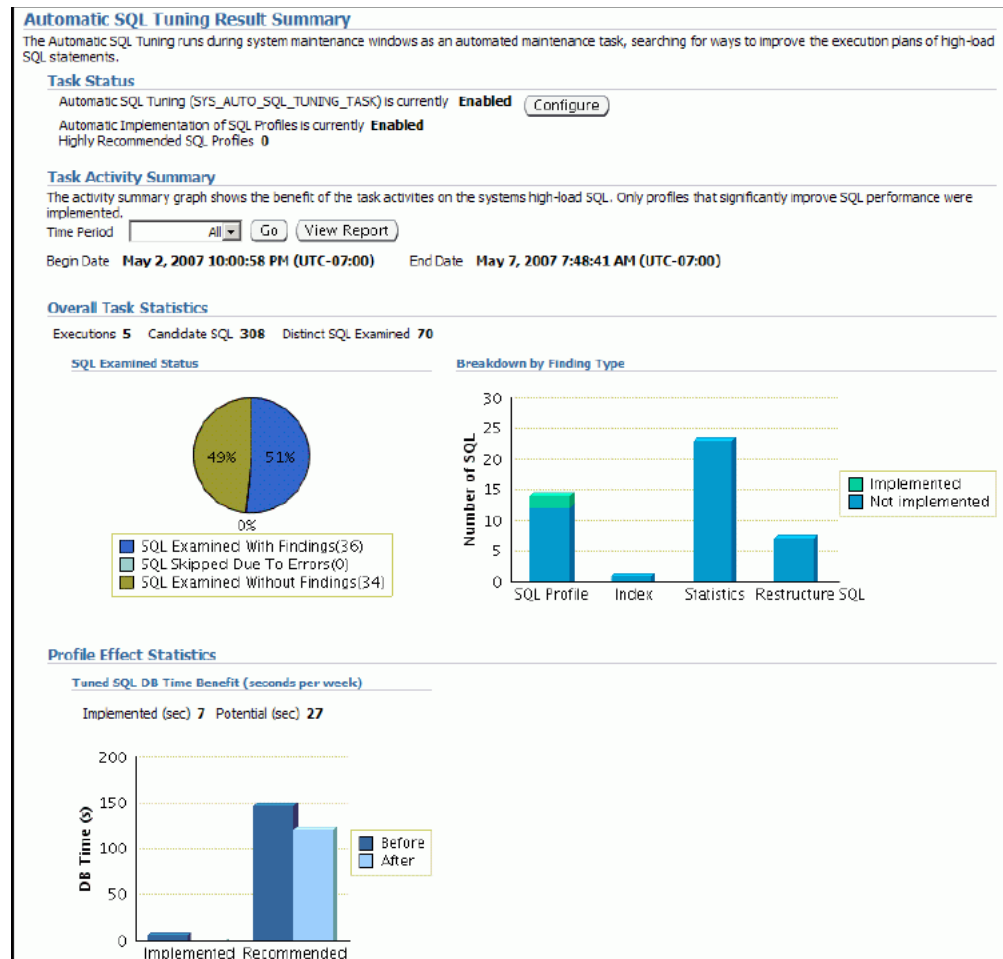 Automatic SQL Tuning Result Summary
The Automatic SQL Tuning runs during system maintenance windows as an automated maintenance task, searching for ways to improve the execution plans of high-load
SQL statements.
Task Status
Automatic SQL Tuning (SYS_AUTO_SQL_TUNING_TASK) is currently Enabled Configure
Automatic Implementation of SQL Profiles is currently Enabled
Highly Recommended SQL Profiles 0
Task Activity Summary
The activity summary graph shows the benefit of the task activities on the systems high-load SQL. Only profiles that significantly improve SQL performance were
implemented.
Time Period All Go View Report
Begin Date May 2, 2007 10:00:58 PM (UTC-07:00) End Date May 7, 2007 7:48:41 AM (UTC-07:00)
Overall Task Statistics
Executions 5 Candidate SQL 308 Distinct SQL Examined 70
SQL Examined Status
49% 51%
0%
SQL Examined With Findings(36)
SQL Skipped Due To Errors(0)
SQL Examined Without Findings(34)
Breakdown by Finding Type
Number of SQL
30
25
20
15
10
5
0
SQL Profile Index Statistics Restructure SQL
Implemented
Not implemented
Profile Effect Statistics
Tuned SQL DB Time Benefit (seconds per week)
Implemented (sec) 7 Potential (sec) 27
DB Time (s)
200
150
100
50
0
Implemented Recommended
Before
After